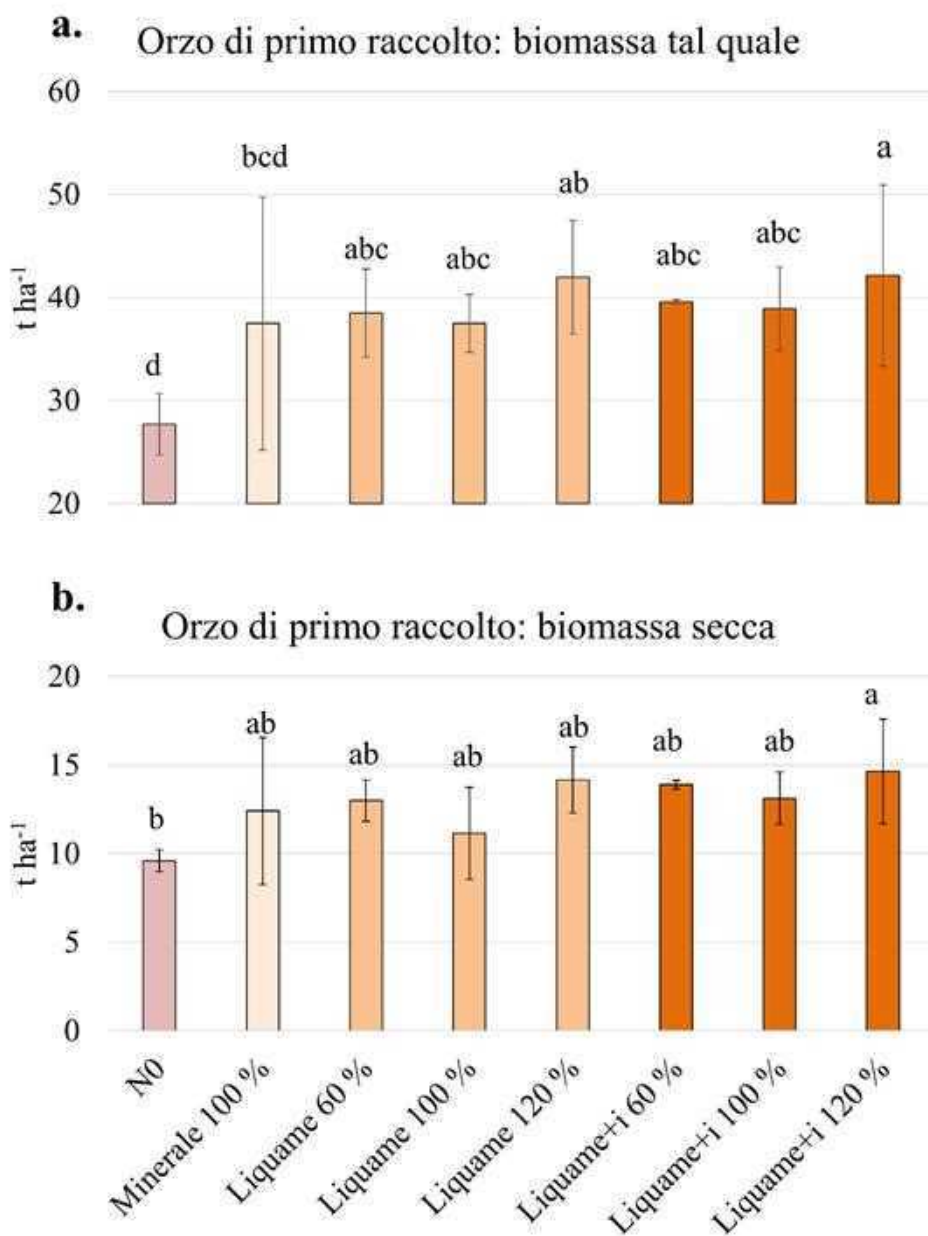 a.
Orzo di primo raccolto: biomassa tal quale
60
50
40
30
20
t ha-1
d
bcd
abc
abc
ab
abc
abc
a
b.
Orzo di primo raccolto: biomassa secca
20
15
10
5
0
t ha-1
b
ab
ab
ab
ab
ab
ab
a
N0
Minerale 100 %
Liquame 60 %
Liquame 100 %
Liquame 120 %
Liquame+i 60 %
Liquame+i 100 %
Liquame+i 120 %